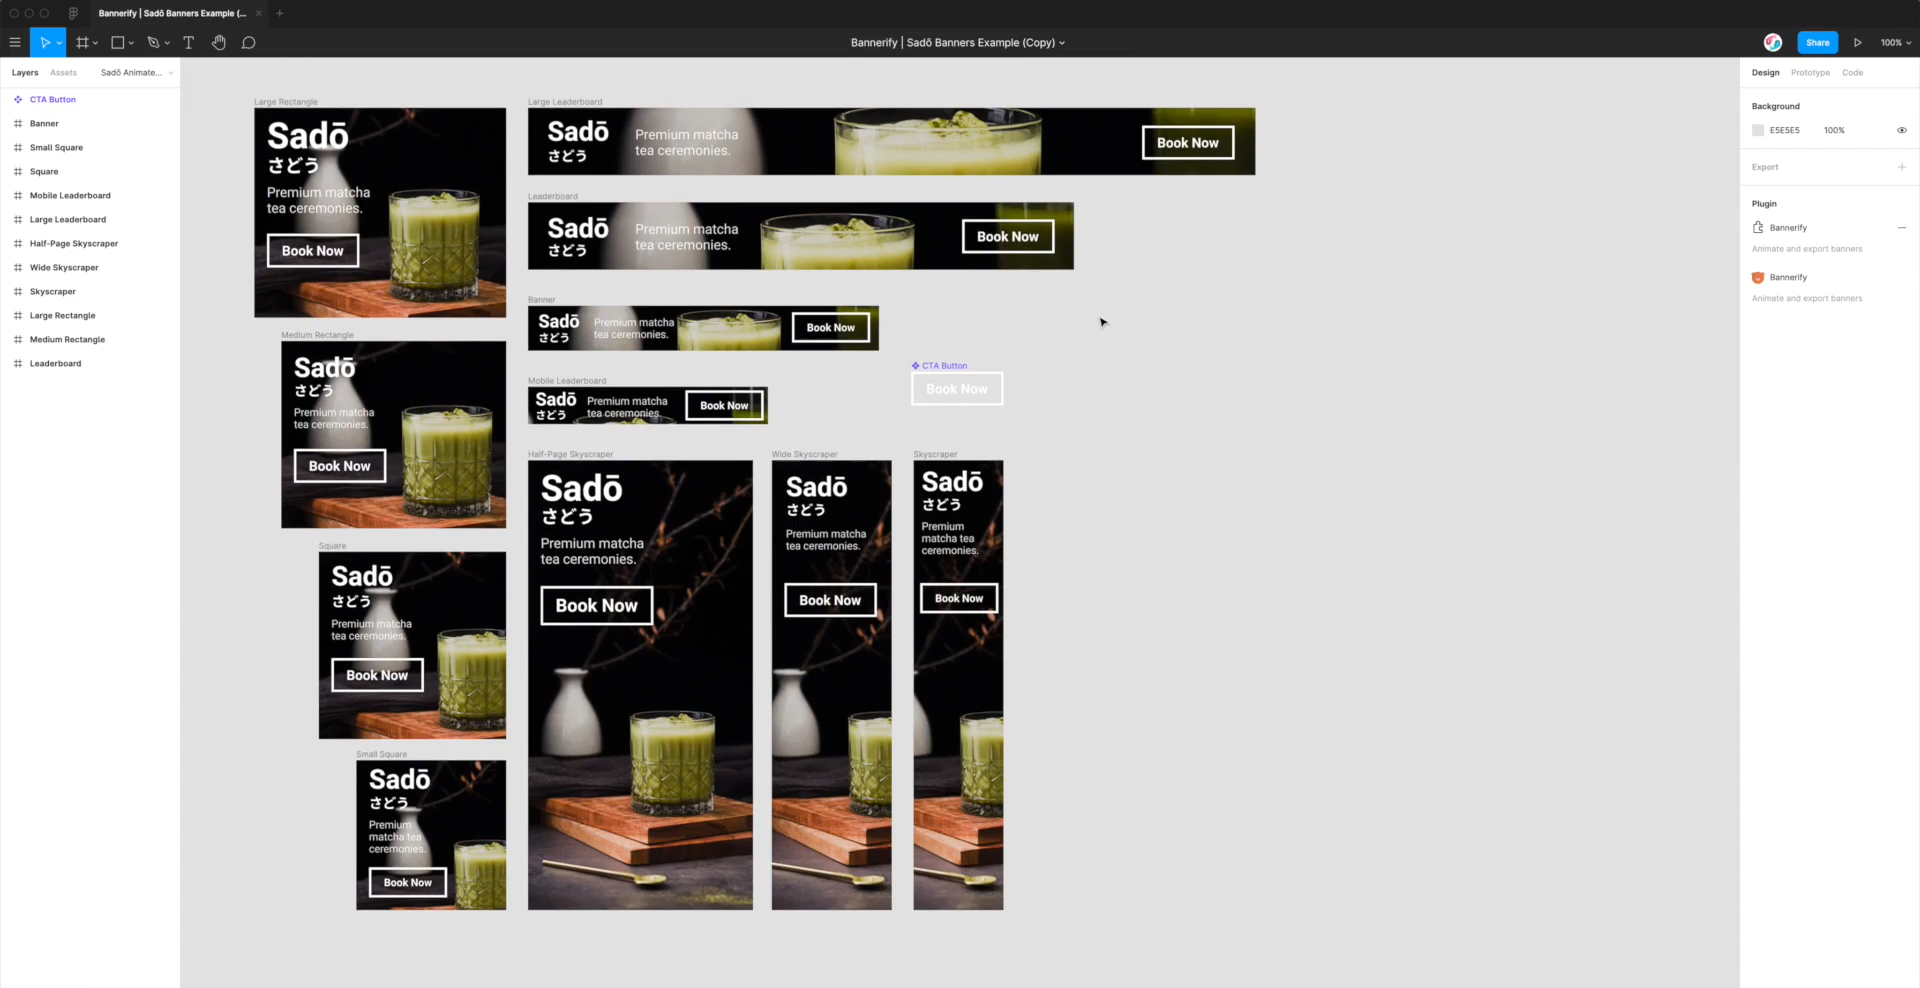 Bannerify | Sadō Banners Example (...
Bannerify | Sadō Banners Example (Copy)
Share
100%
Layers
Assets
Sadō Animate...
CTA Button
Banner
Small Square
Square
Mobile Leaderboard
Large Leaderboard
Half-Page Skyscraper
Wide Skyscraper
Skyscraper
Large Rectangle
Medium Rectangle
Leaderboard
Large Rectangle
Sadō
さどう
Premium matcha
tea ceremonies.
Book Now
Medium Rectangle
Sadō
さどう
Premium matcha
tea ceremonies.
Book Now
Square
Sadō
さどう
Premium matcha
tea ceremonies.
Book Now
Small Square
Sadō
さどう
Premium
matcha tea
ceremonies.
Book Now
Large Leaderboard
Sadō
さどう
Premium matcha
tea ceremonies.
Book Now
Leaderboard
Sadō
さどう
Premium matcha
tea ceremonies.
Book Now
Banner
Sadō
さどう
Premium matcha
tea ceremonies.
Book Now
CTA Button
Book Now
Mobile Leaderboard
Sadō
さどう
Premium matcha
tea ceremonies.
Book Now
Half-Page Skyscraper
Sadō
さどう
Premium matcha
tea ceremonies.
Book Now
Wide Skyscraper
Sadō
さどう
Premium matcha
tea ceremonies.
Book Now
Skyscraper
Sadō
さどう
Premium
matcha tea
ceremonies.
Book Now
Design
Prototype
Code
Background
E5E5E5
100%
Export
Plugin
Bannerify
Animate and export banners
Bannerify
Animate and export banners